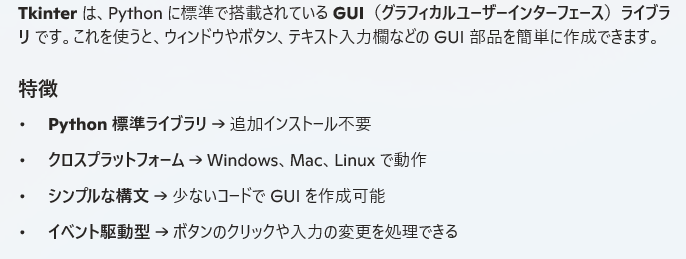 Tkinter は、Python に標準で搭載されている GUI（グラフィカルユーザーインターフェース）ライブラ
リ です。これを使うと、ウィンドウやボタン、テキスト入力欄などの GUI 部品を簡単に作成できます。
特徴
• Python 標準ライブラリ → 追加インストール不要
• クロスプラットフォーム → Windows、Mac、Linux で動作
• シンプルな構文 → 少ないコードで GUI を作成可能
• イベント駆動型 → ボタンのクリックや入力の変更を処理できる